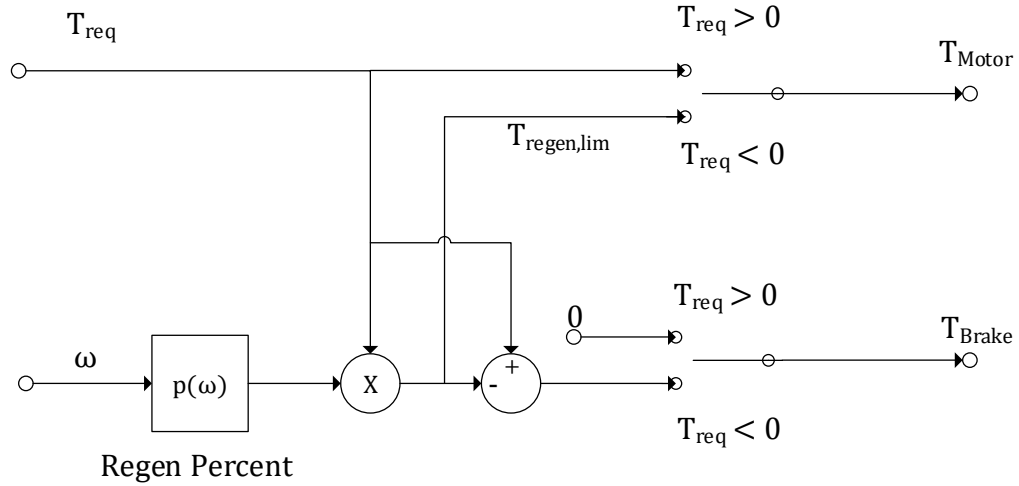 T_req
T_req > 0
T_Motor
T_regen,lim
T_req < 0
T_req > 0
0
T_Brake
ω
p(ω)
X
-
+
T_req < 0
Regen Percent